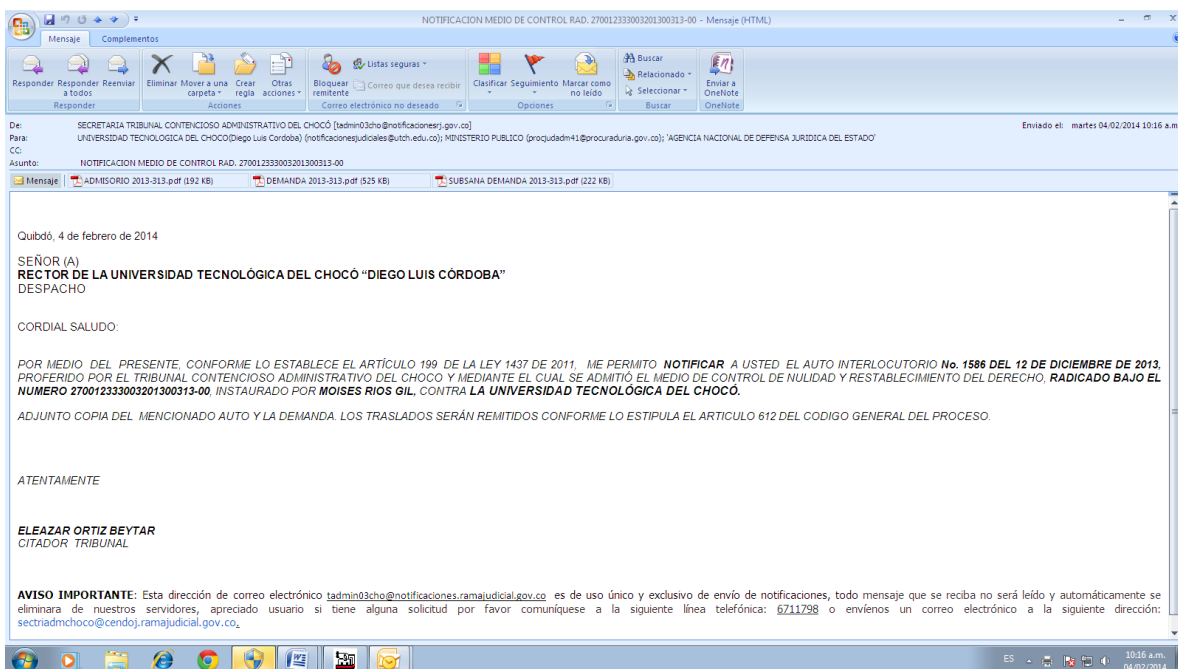 NOTIFICACION MEDIO DE CONTROL RAD. 27001233300320130031​3-00 - Mensaje (HTML)
Mensaje Complementos
Responder Responder a todos Reenviar Eliminar Mover a una carpeta Crear regla Otras acciones Bloquear remitente Listas seguras Correo que desea recibir Clasificar Seguimiento Marcar como no leído Buscar Relacionado Seleccionar Enviar a OneNote
Responder Acciones Correo electrónico no deseado Opciones Buscar OneNote
De: SECRETARIA TRIBUNAL CONTENCIOSO ADMINISTRATIVO DEL CHOCÓ [tadmin03cho@notificacionesrj.gov.co] Enviado el: martes 04/02/2014 10:16 a.m
Para: UNIVERSIDAD TECNOLOGICA DEL CHOCO(Diego Luis Cordoba) (notificacionesjudiciales@utch.edu.co); MINISTERIO PUBLICO (procjudadm41@procuraduria.gov.co); 'AGENCIA NACIONAL DE DEFENSA JURIDICA DEL ESTADO'
CC:
Asunto: NOTIFICACION MEDIO DE CONTROL RAD. 27001233300320130031​3-00
Mensaje ADMISORIO 2013-313.pdf (192 KB) DEMANDA 2013-313.pdf (525 KB) SUBSANA DEMANDA 2013-313.pdf (222 KB)
Quibdó, 4 de febrero de 2014
SEÑOR (A)
RECTOR DE LA UNIVERSIDAD TECNOLÓGICA DEL CHOCÓ “DIEGO LUIS CÓRDOBA”
DESPACHO
CORDIAL SALUDO:
POR MEDIO DEL PRESENTE, CONFORME LO ESTABLECE EL ARTÍCULO 199 DE LA LEY 1437 DE 2011, ME PERMITO NOTIFICAR A USTED EL AUTO INTERLOCUTORIO No. 1586 DEL 12 DE DICIEMBRE DE 2013,
PROFERIDO POR EL TRIBUNAL CONTENCIOSO ADMINISTRATIVO DEL CHOCO Y MEDIANTE EL CUAL SE ADMITIÓ EL MEDIO DE CONTROL DE NULIDAD Y RESTABLECIMIENTO DEL DERECHO, RADICADO BAJO EL
NUMERO 27001233300320130031​3-00, INSTAURADO POR MOISES RIOS GIL, CONTRA LA UNIVERSIDAD TECNOLÓGICA DEL CHOCÓ.
ADJUNTO COPIA DEL MENCIONADO AUTO Y LA DEMANDA. LOS TRASLADOS SERÁN REMITIDOS CONFORME LO ESTIPULA EL ARTICULO 612 DEL CODIGO GENERAL DEL PROCESO.
ATENTAMENTE
ELEAZAR ORTIZ BEYTAR
CITADOR TRIBUNAL
AVISO IMPORTANTE: Esta dirección de correo electrónico tadmin03cho@notificaciones.ramajudicial.gov.co es de uso único y exclusivo de envío de notificaciones, todo mensaje que se reciba no será leído y automáticamente se
eliminara de nuestros servidores, apreciado usuario si tiene alguna solicitud por favor comuníquese a la siguiente línea telefónica: 6711798 o envíenos un correo electrónico a la siguiente dirección:
sectriadmchoco@cendoj.ramajudicial.gov.co.
ES 10:16 a.m.
04/02/2014